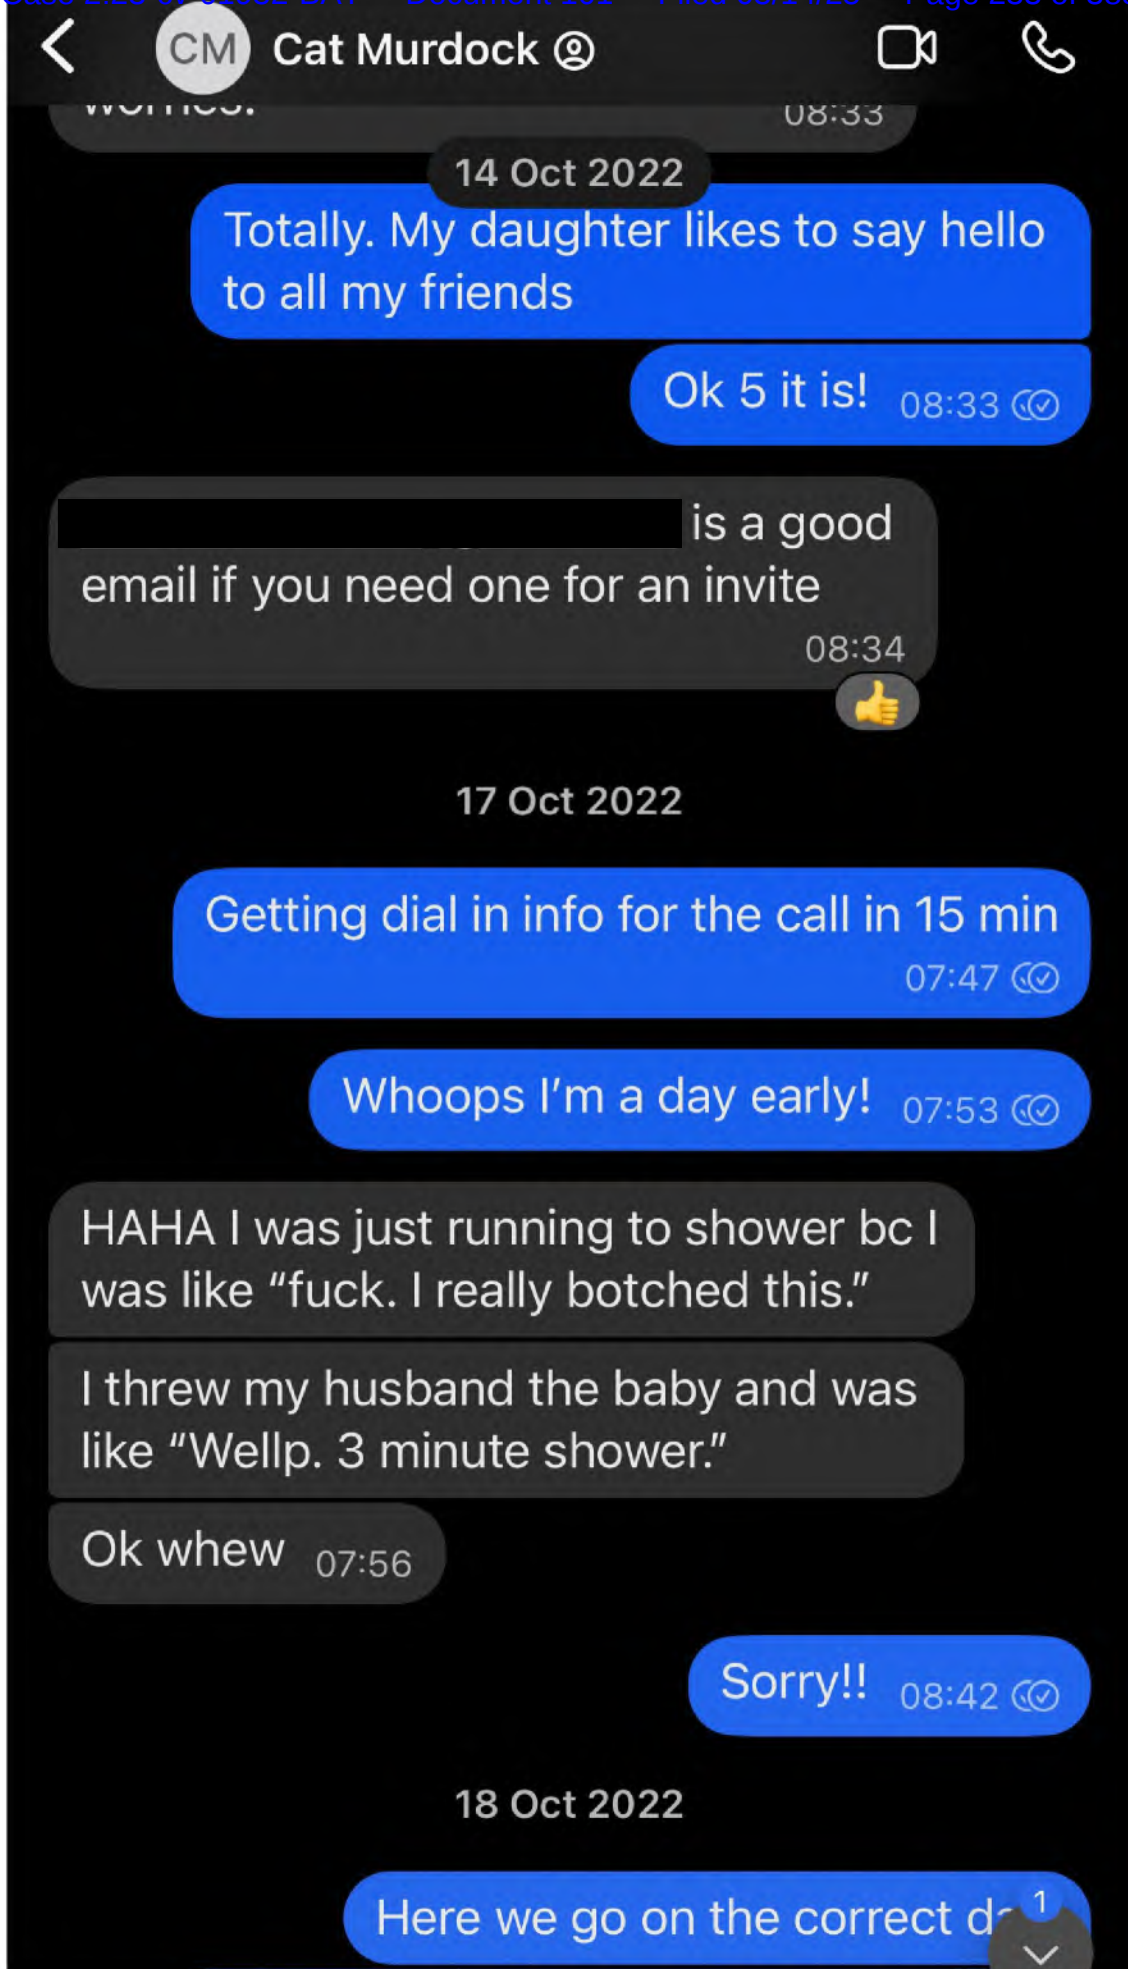 CM Cat Murdock
08:33
14 Oct 2022
Totally. My daughter likes to say hello
to all my friends
Ok 5 it is! 08:33
is a good
email if you need one for an invite
08:34
17 Oct 2022
Getting dial in info for the call in 15 min
07:47
Whoops I'm a day early! 07:53
HAHA I was just running to shower bc I
was like “fuck. I really botched this.”
I threw my husband the baby and was
like “Wellp. 3 minute shower.”
Ok whew 07:56
Sorry!! 08:42
18 Oct 2022
Here we go on the correct
1